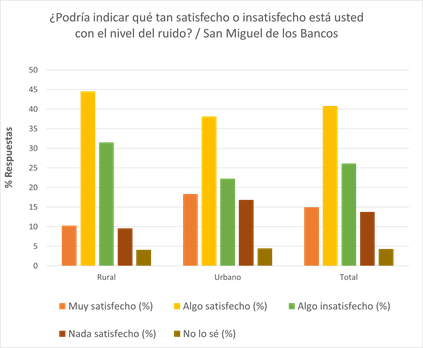 ¿Podría indicar qué tan satisfecho o insatisfecho está usted
con el nivel del ruido? / San Miguel de los Bancos
50
45
40
35
30
25
20
15
10
5
0
% Respuestas
Rural Urbano Total
Muy satisfecho (%) Algo satisfecho (%) Algo insatisfecho (%)
Nada satisfecho (%) No lo sé (%)